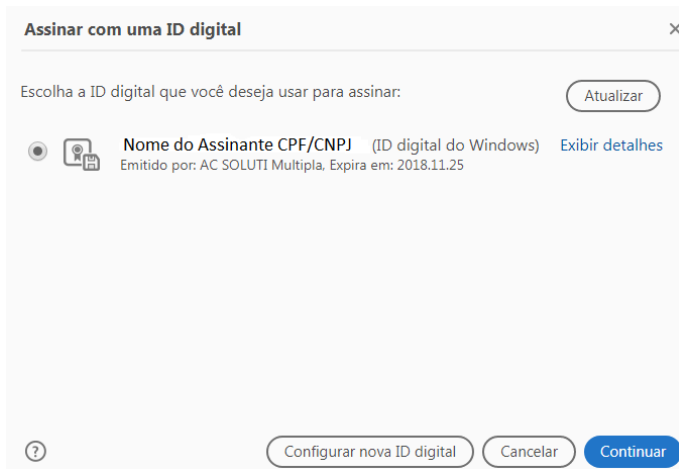 Assinar com uma ID digital
Escolha a ID digital que você deseja usar para assinar:
Atualizar
Nome do Assinante CPF/CNPJ (ID digital do Windows) Exibir detalhes
Emitido por: AC SOLUTI Multipla, Expira em: 2018.11.25
? Configurar nova ID digital Cancelar Continuar